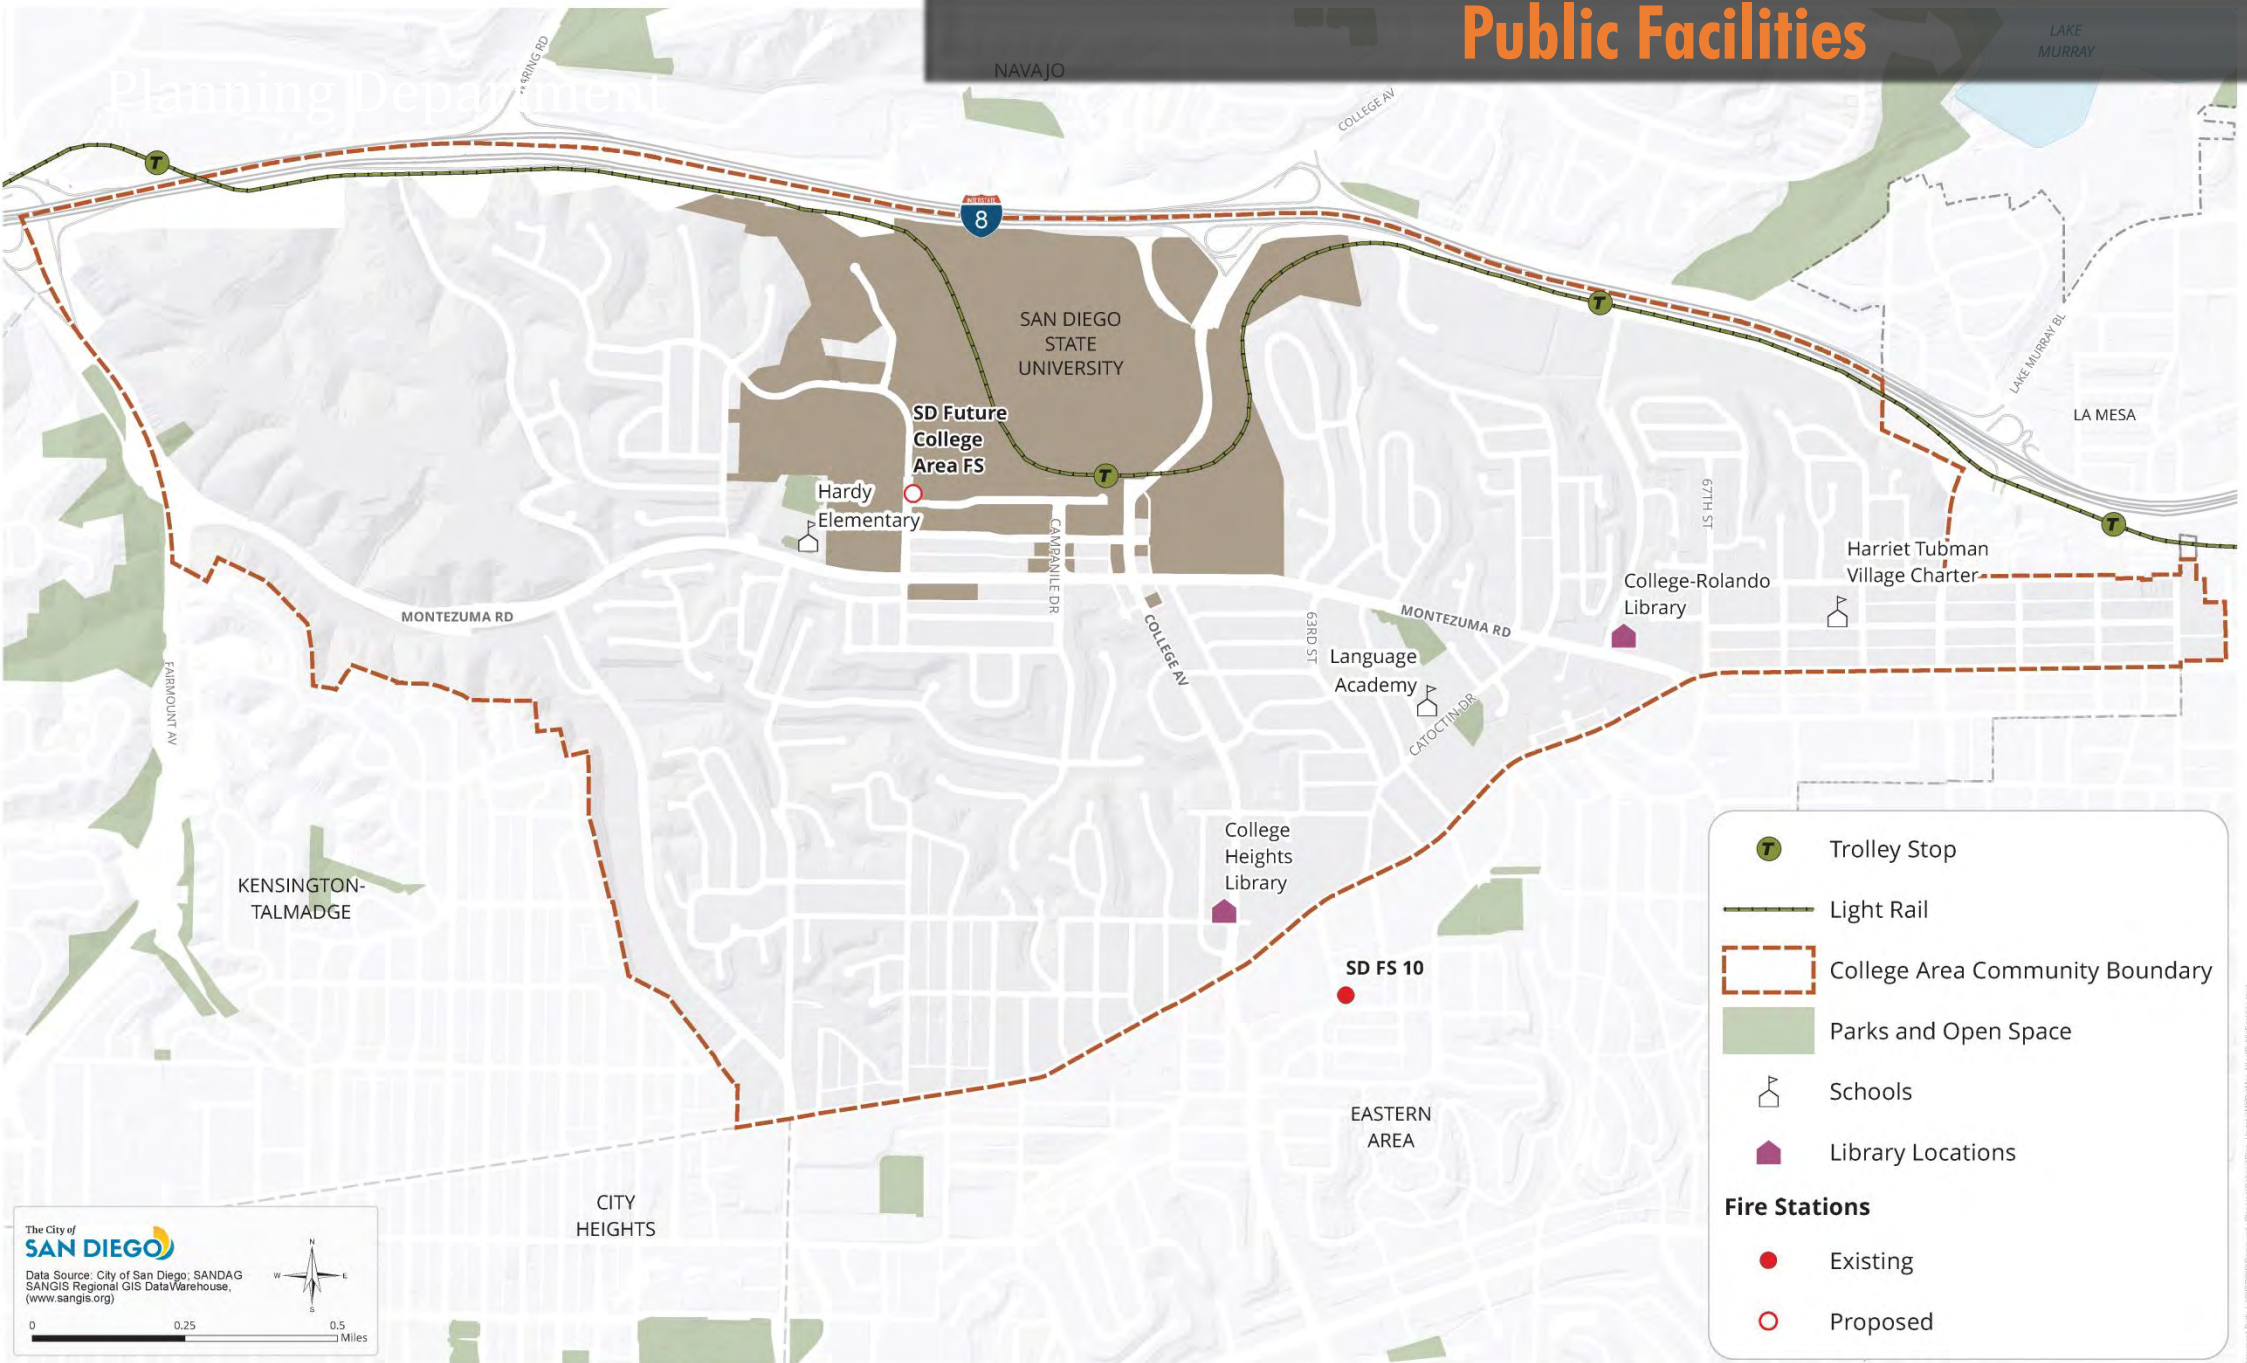 Public Facilities
Planning Department
NAVAJO
LAKE
MURRAY
COLLEGE AV
INTERSTATE
8
T
T
T
T
SAN DIEGO
STATE
UNIVERSITY
LAKE MURRAY BL
LA MESA
SD Future
College
Area FS
Hardy
Elementary
CAMPANILE DR
67TH ST
Harriet Tubman
Village Charter
College-Rolando
Library
MONTEZUMA RD
MONTEZUMA RD
COLLEGE AV
63RD ST
Language
Academy
CATOCTIN DR
FAIRMOUNT AV
KENSINGTON-
TALMADGE
College
Heights
Library
SD FS 10
EASTERN
AREA
CITY
HEIGHTS
T Trolley Stop
Light Rail
College Area Community Boundary
Parks and Open Space
Schools
Library Locations
Fire Stations
Existing
Proposed
The City of
SAN DIEGO
Data Source: City of San Diego; SANDAG
SANGIS Regional GIS DataWarehouse,
(www.sangis.org)
N
W E
S
0 0.25 0.5
Miles